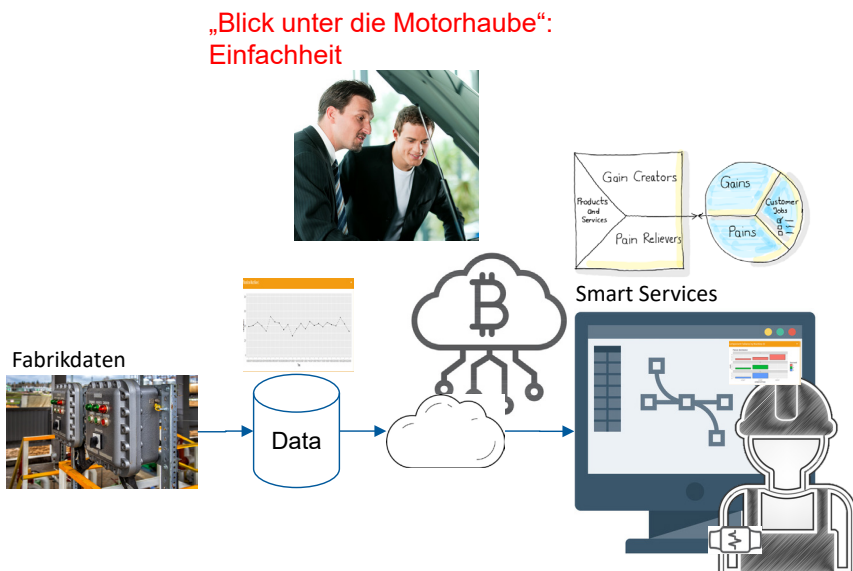 „Blick unter die Motorhaube“:
Einfachheit
Gain Creators
Products
and
Services
Pain Relievers
Gains
Customer
Jobs
Pains
Smart Services
Fabrikdaten
Data